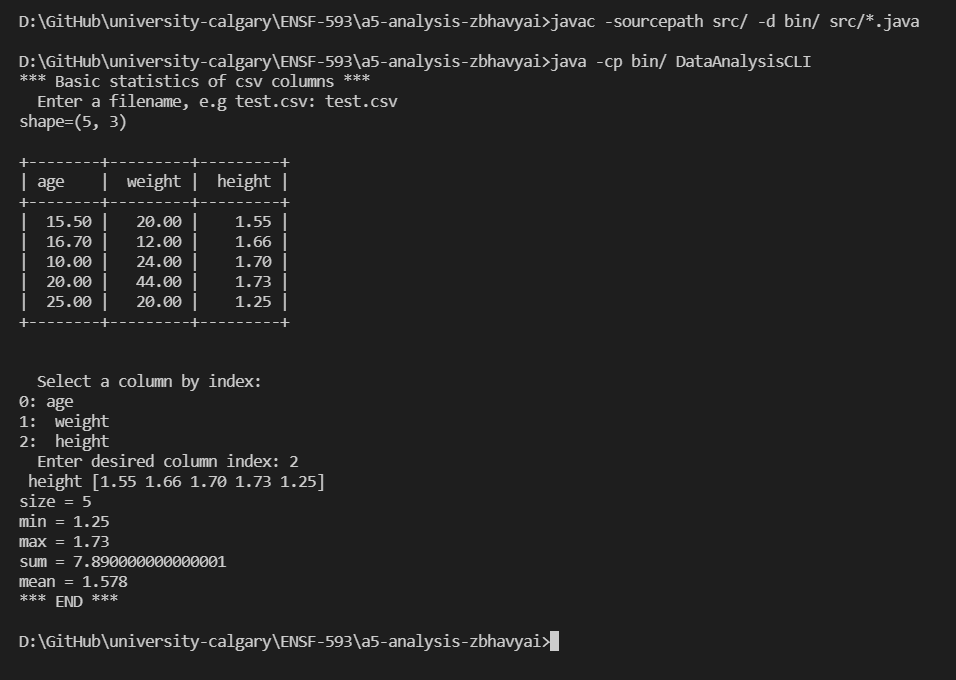 D:\GitHub\university-calgary\ENSF-593\a5-analysis-zbhavyai>javac -sourcepath src/ -d bin/ src/*.java
D:\GitHub\university-calgary\ENSF-593\a5-analysis-zbhavyai>java -cp bin/ DataAnalysisCLI
*** Basic statistics of csv columns ***
  Enter a filename, e.g test.csv: test.csv
shape=(5, 3)
+--------+---------+---------+
| age    |  weight |  height |
+--------+---------+---------+
|  15.50 |   20.00 |    1.55 |
|  16.70 |   12.00 |    1.66 |
|  10.00 |   24.00 |    1.70 |
|  20.00 |   44.00 |    1.73 |
|  25.00 |   20.00 |    1.25 |
+--------+---------+---------+
  Select a column by index:
0: age
1:  weight
2:  height
  Enter desired column index: 2
 height [1.55 1.66 1.70 1.73 1.25]
size = 5
min = 1.25
max = 1.73
sum = 7.890000000000001
mean = 1.578
*** END ***
D:\GitHub\university-calgary\ENSF-593\a5-analysis-zbhavyai>